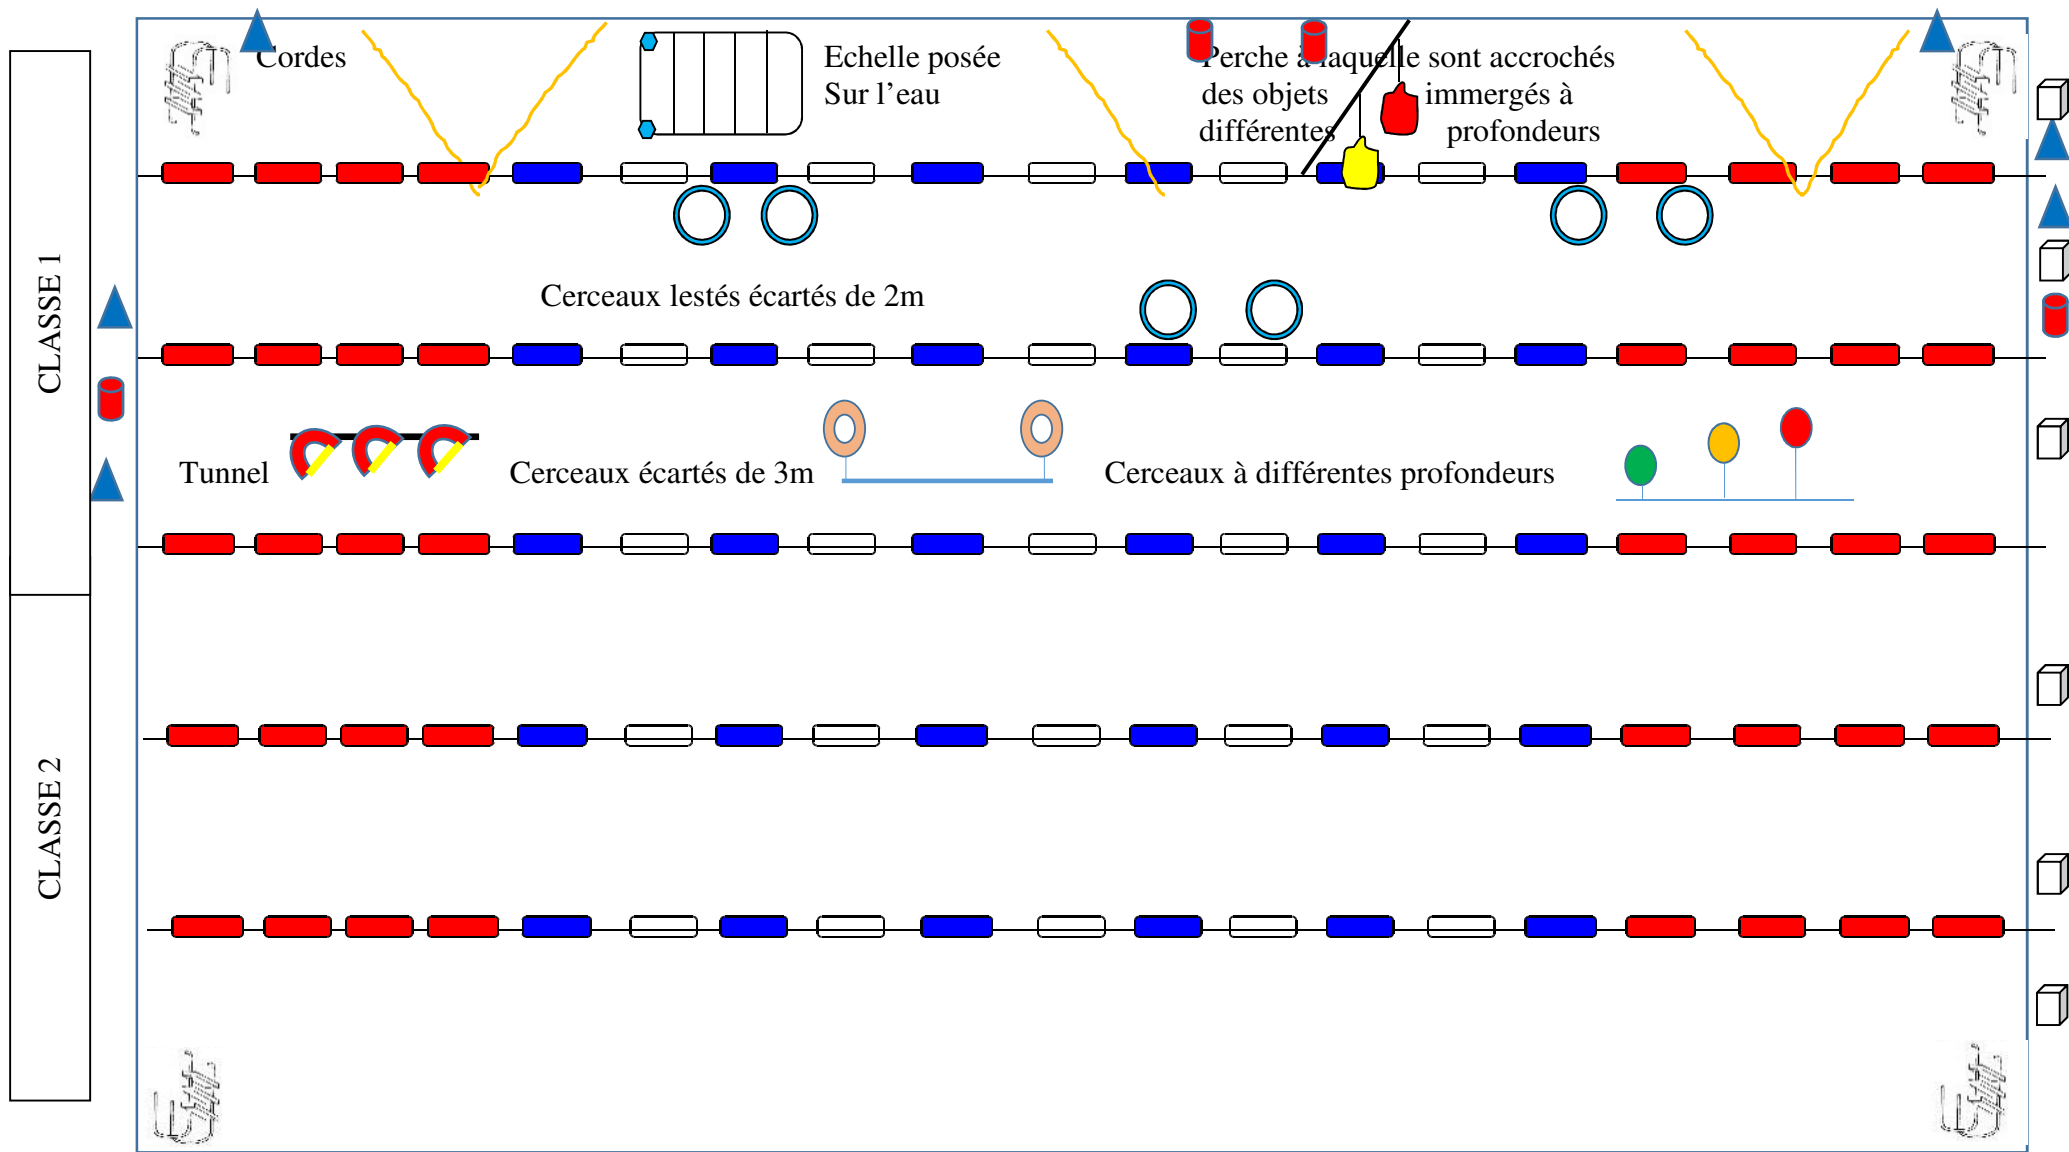 Cordes
Echelle posée
Sur l’eau
Perche à laquelle sont accrochés
des objets immergés à
différentes profondeurs
CLASSE 1
Cerceaux lestés écartés de 2m
Tunnel
Cerceaux écartés de 3m
Cerceaux à différentes profondeurs
CLASSE 2